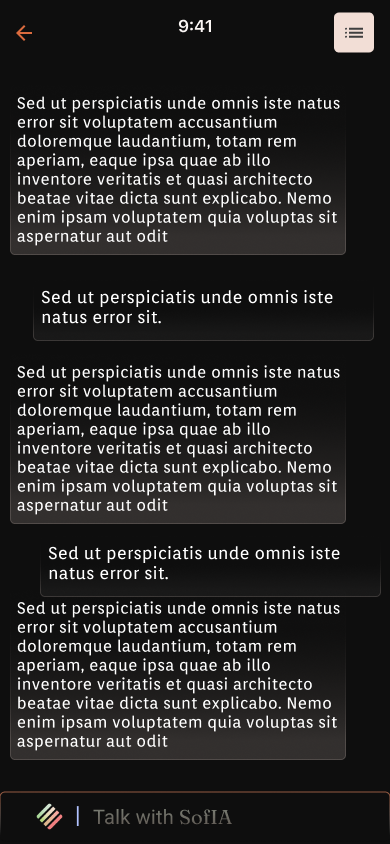 9:41
Sed ut perspiciatis unde omnis iste natus
error sit voluptatem accusantium
doloremque laudantium, totam rem
aperiam, eaque ipsa quae ab illo
inventore veritatis et quasi architecto
beatae vitae dicta sunt explicabo. Nemo
enim ipsam voluptatem quia voluptas sit
aspernatur aut odit
Sed ut perspiciatis unde omnis iste
natus error sit.
Sed ut perspiciatis unde omnis iste natus
error sit voluptatem accusantium
doloremque laudantium, totam rem
aperiam, eaque ipsa quae ab illo
inventore veritatis et quasi architecto
beatae vitae dicta sunt explicabo. Nemo
enim ipsam voluptatem quia voluptas sit
aspernatur aut odit
Sed ut perspiciatis unde omnis iste
natus error sit.
Sed ut perspiciatis unde omnis iste natus
error sit voluptatem accusantium
doloremque laudantium, totam rem
aperiam, eaque ipsa quae ab illo
inventore veritatis et quasi architecto
beatae vitae dicta sunt explicabo. Nemo
enim ipsam voluptatem quia voluptas sit
aspernatur aut odit
Talk with SofIA